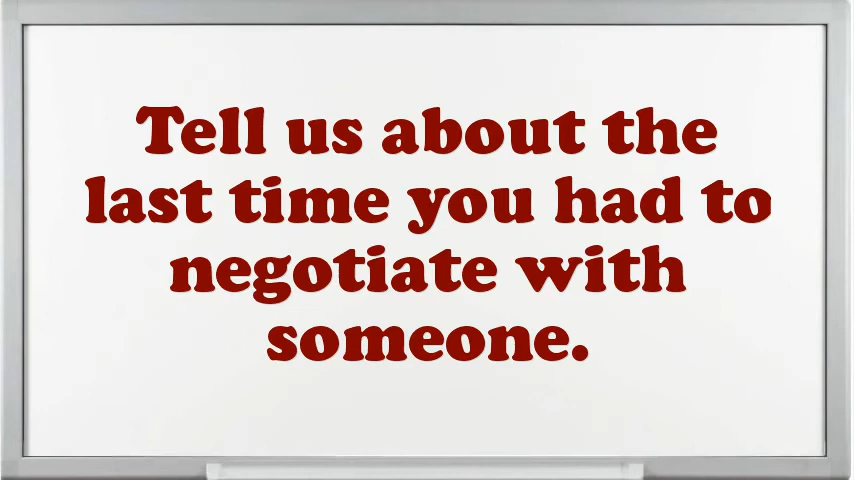 Tell us about the
last time you had to
negotiate with
someone.